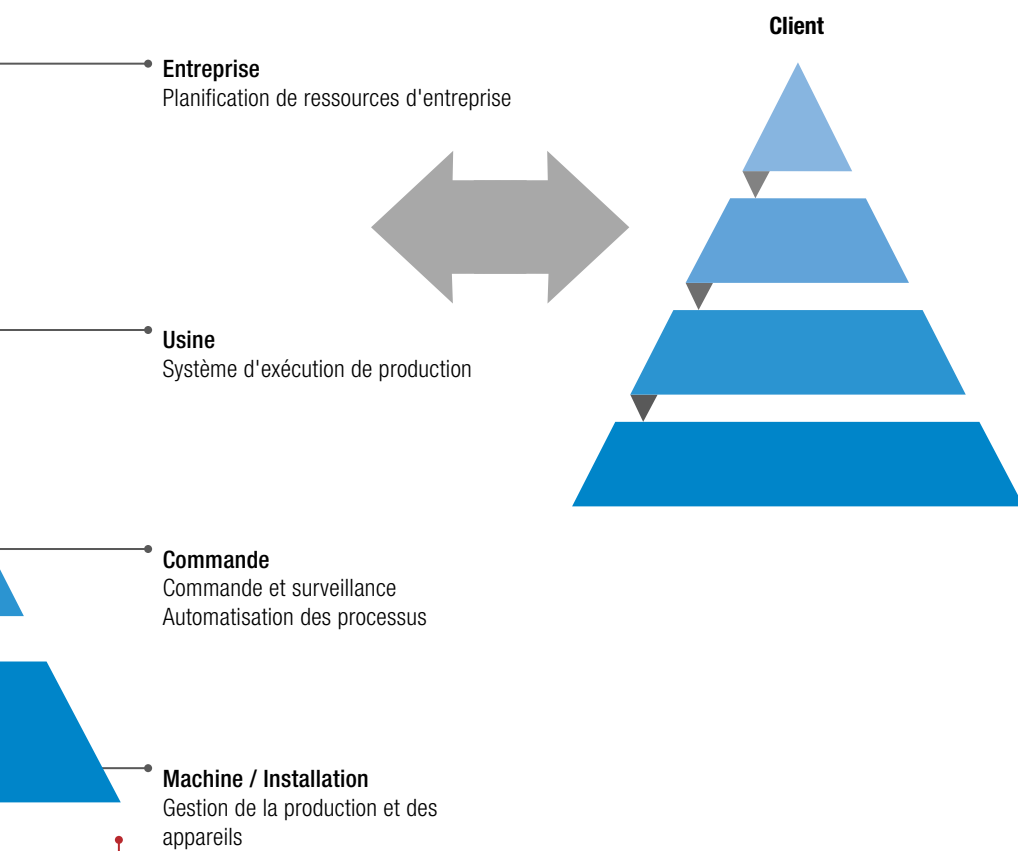 Client
Entreprise
Planification de ressources d'entreprise
Usine
Système d'exécution de production
Commande
Commande et surveillance
Automatisation des processus
Machine / Installation
Gestion de la production et des
appareils